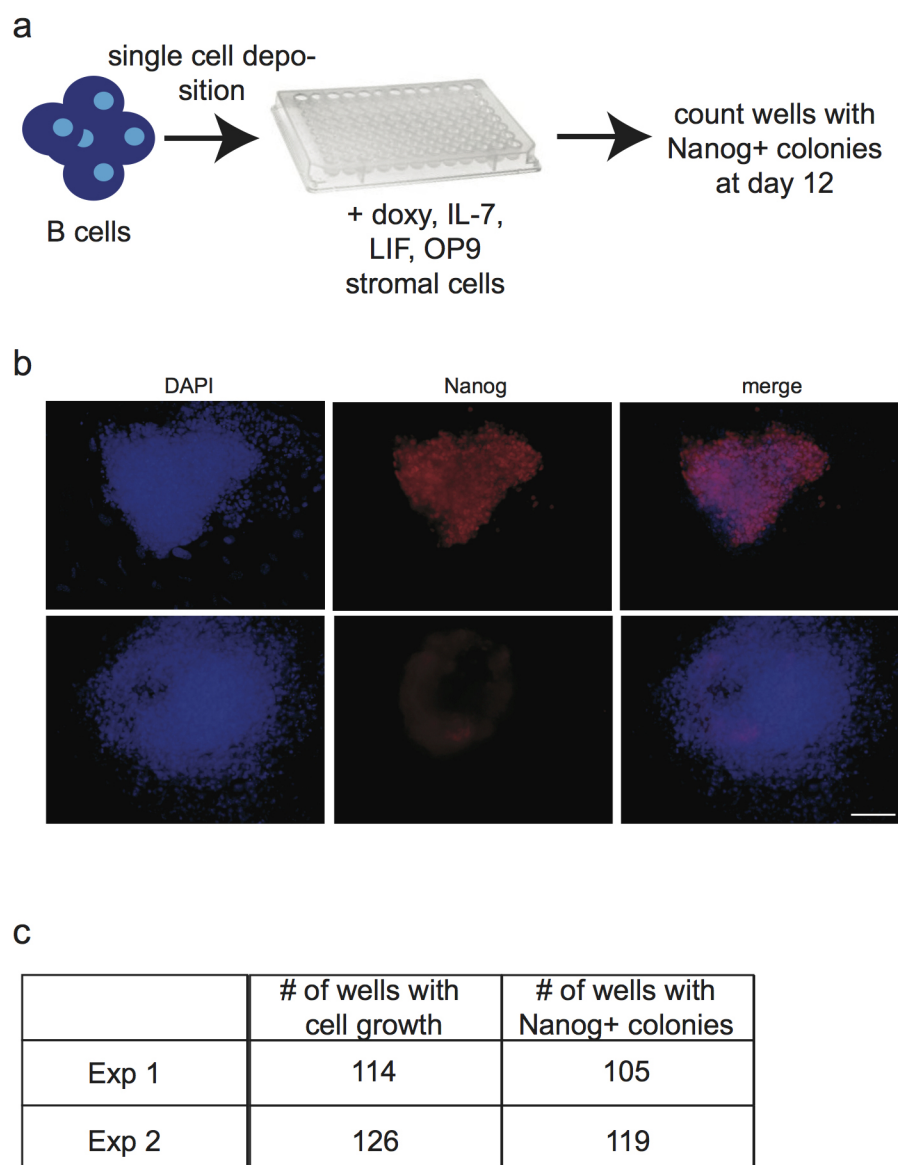 a
single cell depo-
sition
B cells
+ doxy, IL-7,
LIF, OP9
stromal cells
count wells with
Nanog+ colonies
at day 12
b
DAPI Nanog merge
c
# of wells with cell growth # of wells with Nanog+ colonies
Exp 1 114 105
Exp 2 126 119